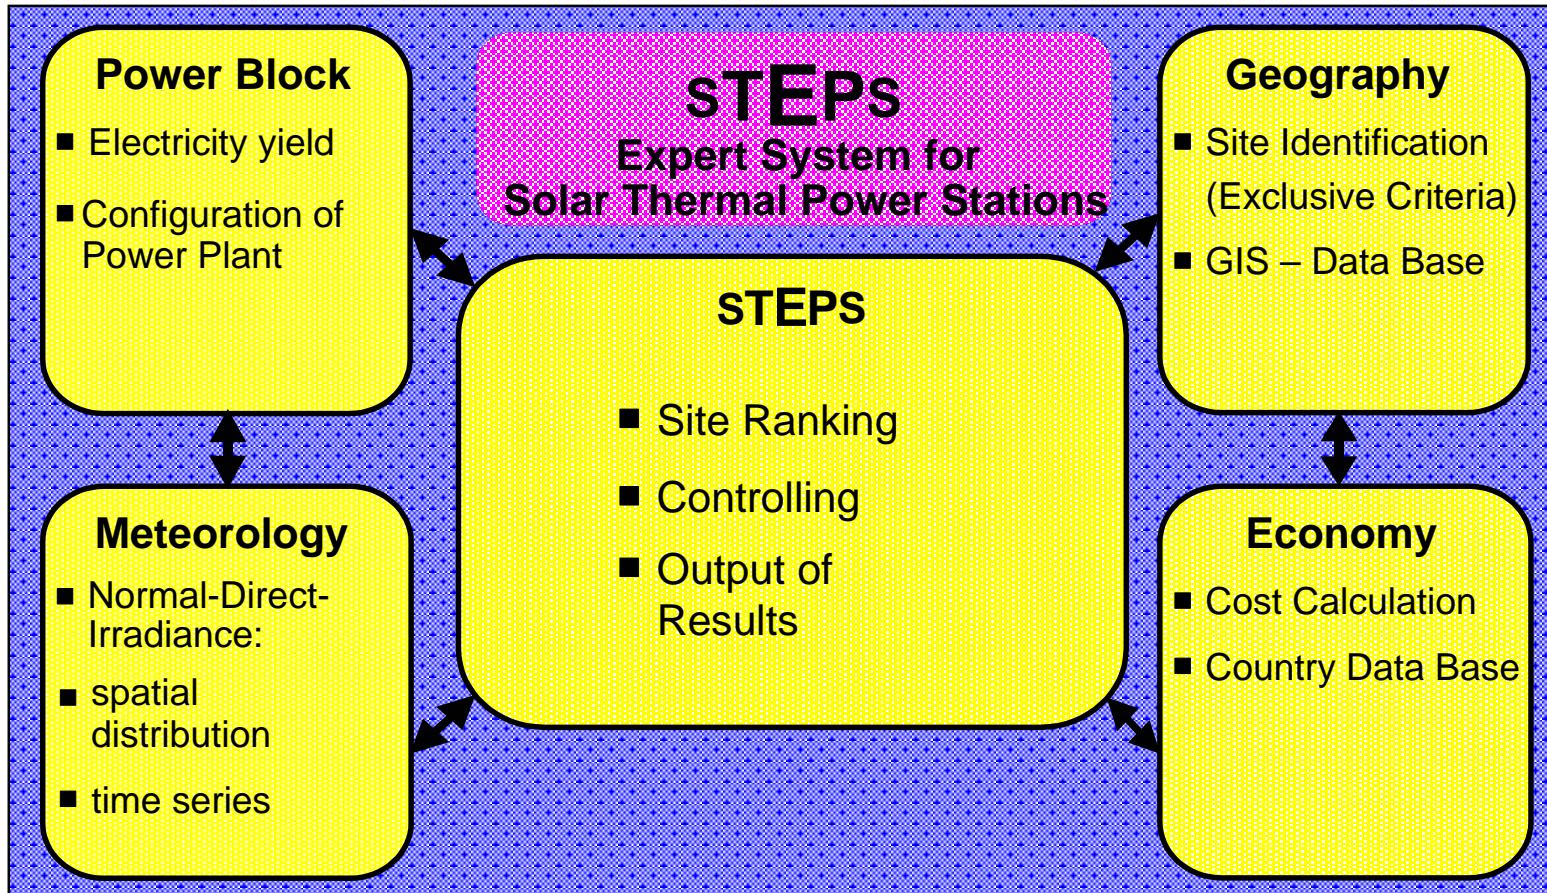 Power Block
■ Electricity yield
■ Configuration of
Power Plant
STEPS
Expert System for
Solar Thermal Power Stations
Geography
■ Site Identification
(Exclusive Criteria)
■ GIS – Data Base
STEPS
■ Site Ranking
■ Controlling
■ Output of
Results
Meteorology
■ Normal-Direct-
Irradiance:
■ spatial
distribution
■ time series
Economy
■ Cost Calculation
■ Country Data Base